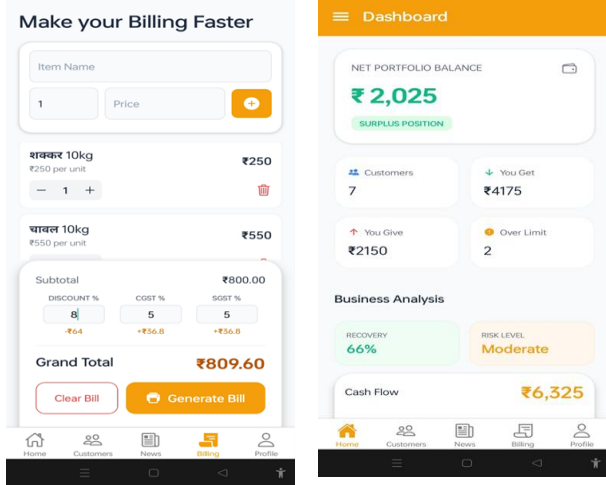 Make your Billing Faster
Item Name
1
Price
शक्कर 10kg
₹250
₹250 per unit
− 1 +
चावल 10kg
₹550
₹550 per unit
Subtotal
₹800.00
DISCOUNT %
CGST %
SGST %
8
5
5
-₹64
+₹36.8
+₹36.8
Grand Total
₹809.60
Clear Bill
Generate Bill
Home
Customers
News
Billing
Profile
Dashboard
NET PORTFOLIO BALANCE
₹ 2,025
SURPLUS POSITION
Customers
7
You Get
₹4175
You Give
₹2150
Over Limit
2
Business Analysis
RECOVERY
66%
RISK LEVEL
Moderate
Cash Flow
₹6,325
Home
Customers
News
Billing
Profile